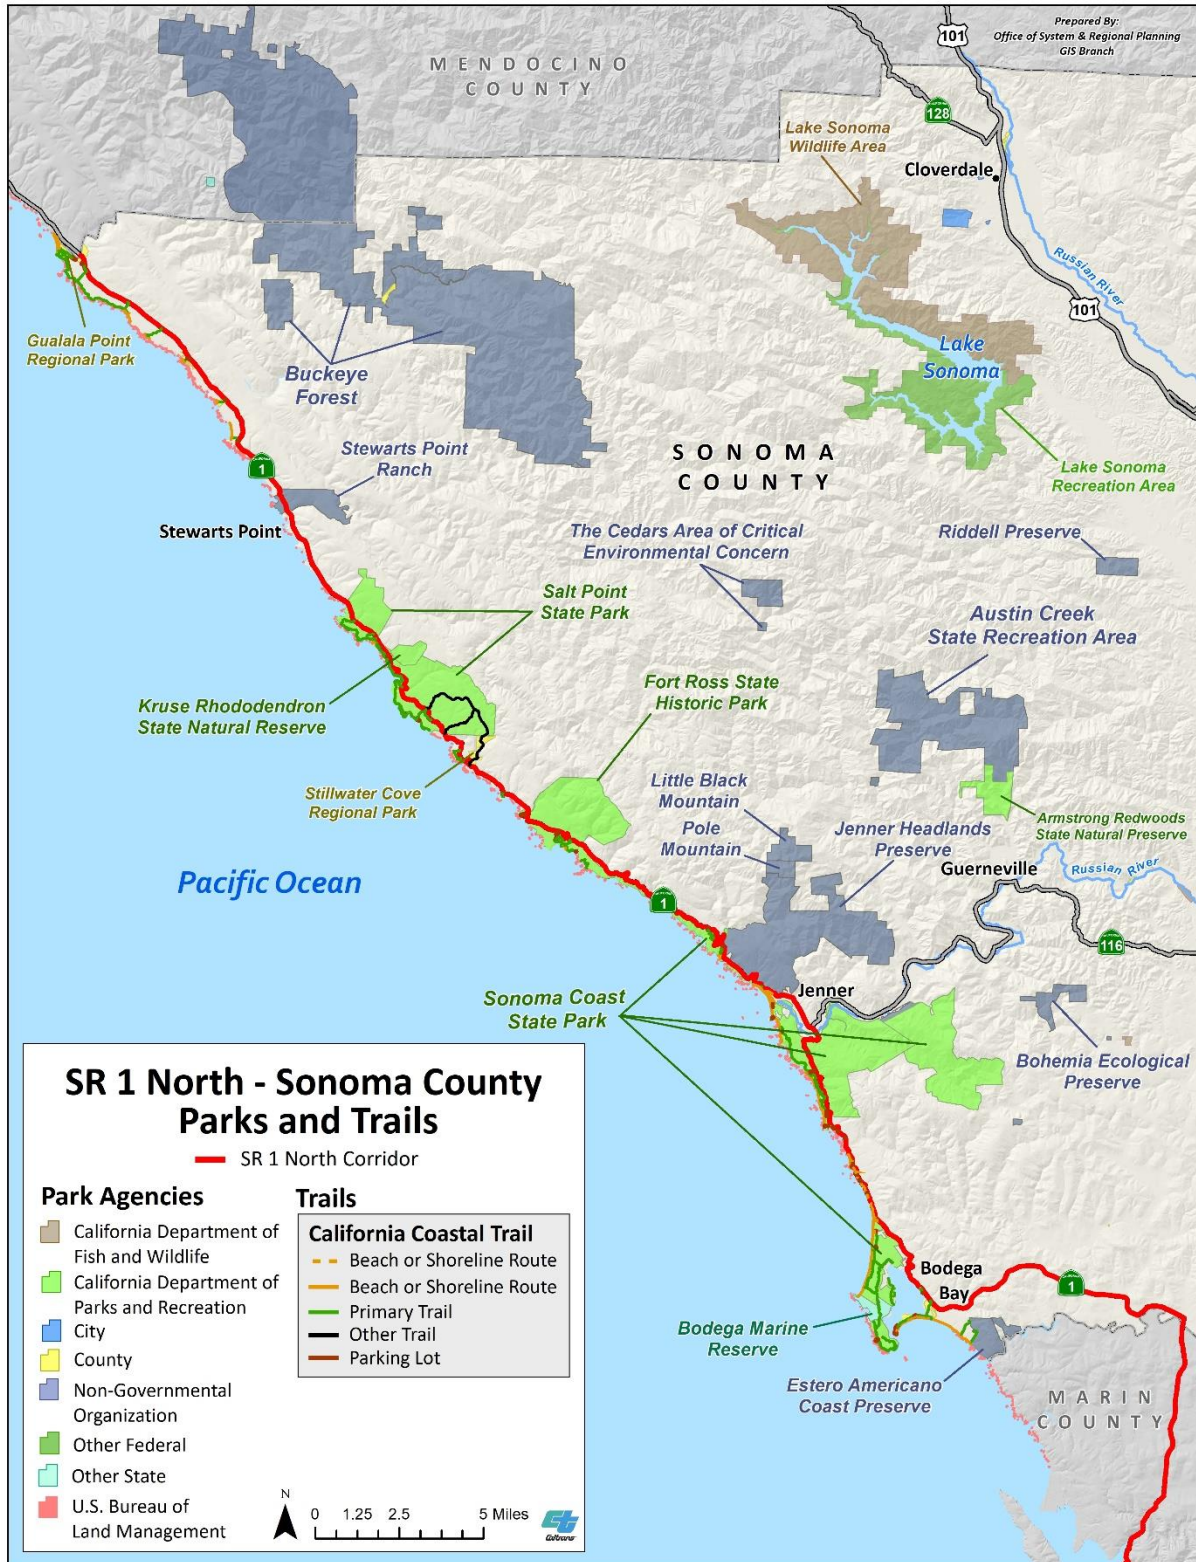 Prepared By:
Office of System & Regional Planning
GIS Branch
101
MENDOCINO
COUNTY
128
Lake Sonoma
Wildlife Area
Cloverdale
Russian River
101
Gualala Point
Regional Park
Buckeye
Forest
Lake
Sonoma
Stewarts Point
Ranch
1
SONOMA
COUNTY
Lake Sonoma
Recreation Area
Stewarts Point
The Cedars Area of Critical
Environmental Concern
Riddell Preserve
Salt Point
State Park
Austin Creek
State Recreation Area
Kruse Rhododendron
State Natural Reserve
Fort Ross State
Historic Park
Stillwater Cove
Regional Park
Little Black
Mountain
Pole
Mountain
Jenner Headlands
Preserve
Armstrong Redwoods
State Natural Preserve
Guerneville
Russian River
Pacific Ocean
1
116
Jenner
Sonoma Coast
State Park
Bohemia Ecological
Preserve
Bodega
Bay
1
Bodega Marine
Reserve
Estero Americano
Coast Preserve
MARIN
COUNTY
SR 1 North - Sonoma County
Parks and Trails
SR 1 North Corridor
Park Agencies
California Department of
Fish and Wildlife
California Department of
Parks and Recreation
City
County
Non-Governmental
Organization
Other Federal
Other State
U.S. Bureau of
Land Management
Trails
California Coastal Trail
Beach or Shoreline Route
Beach or Shoreline Route
Primary Trail
Other Trail
Parking Lot
N
0 1.25 2.5 5 Miles
Caltrans